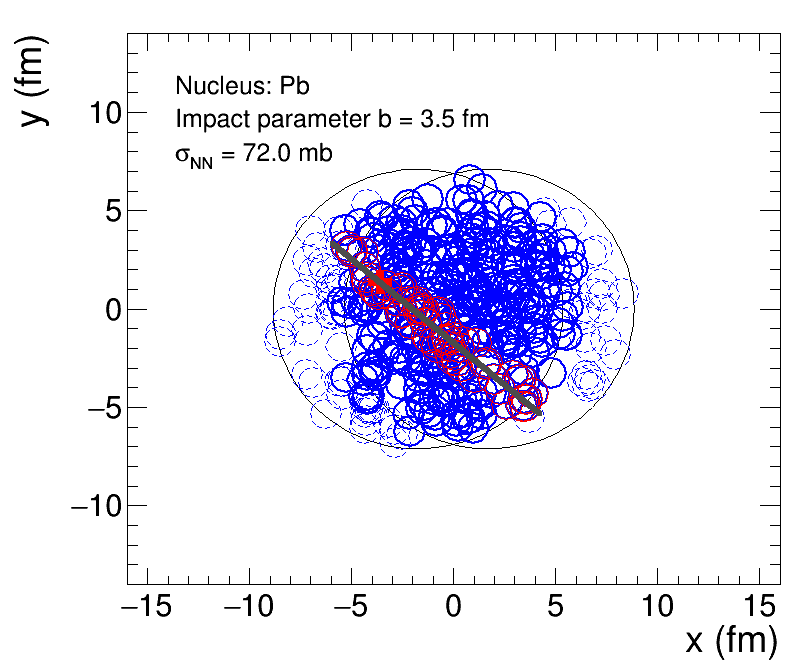 y (fm)
Nucleus: Pb
Impact parameter b = 3.5 fm
σNN = 72.0 mb
10
5
0
−5
−10
−15 −10 −5 0 5 10 15
x (fm)